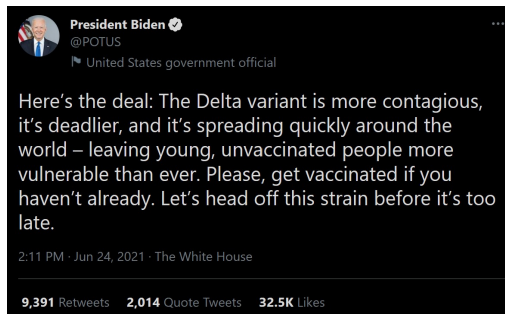 President Biden
@POTUS
United States government official
Here's the deal: The Delta variant is more contagious,
it's deadlier, and it's spreading quickly around the
world – leaving young, unvaccinated people more
vulnerable than ever. Please, get vaccinated if you
haven't already. Let's head off this strain before it's too
late.
2:11 PM · Jun 24, 2021 · The White House
9,391 Retweets 2,014 Quote Tweets 32.5K Likes